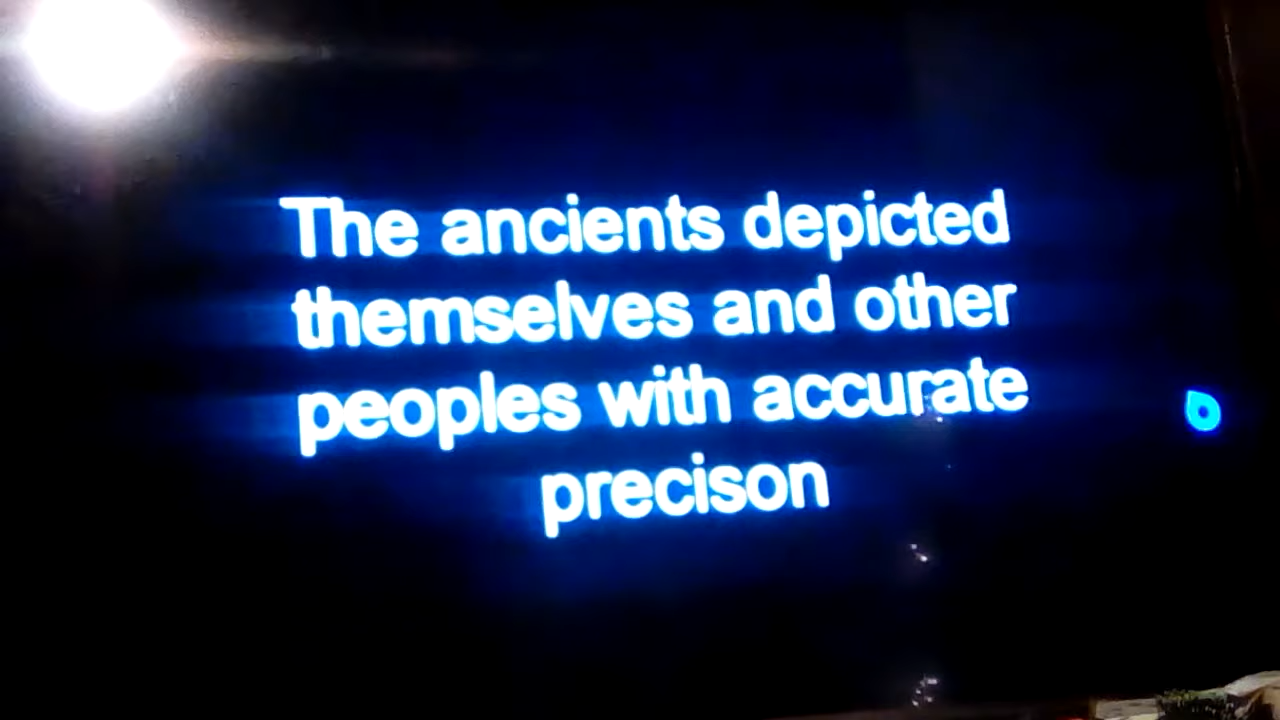 The ancients depicted
themselves and other
peoples with accurate
precison